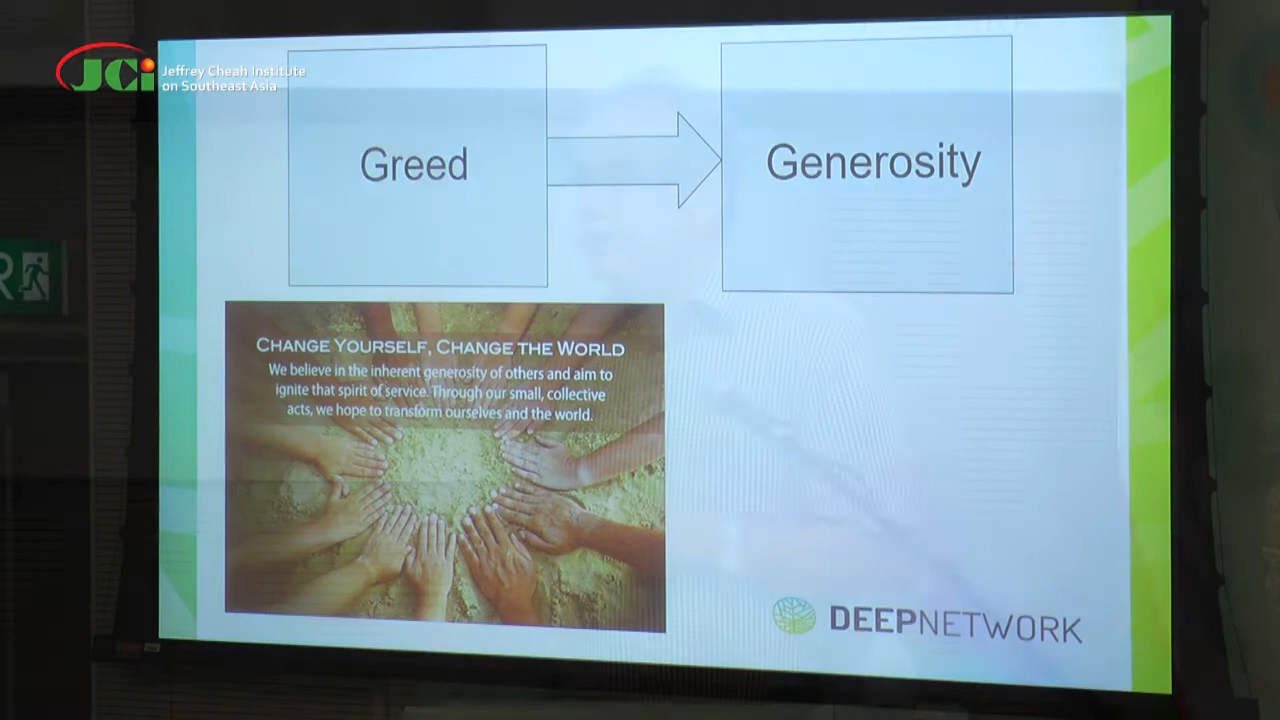 JCi Jeffrey Cheah Institute
on Southeast Asia
Greed
Generosity
R
CHANGE YOURSELF, CHANGE THE WORLD
We believe in the inherent generosity of others and aim to
ignite that spirit of service. Through our small, collective
acts, we hope to transform ourselves and the world.
DEEPNETWORK